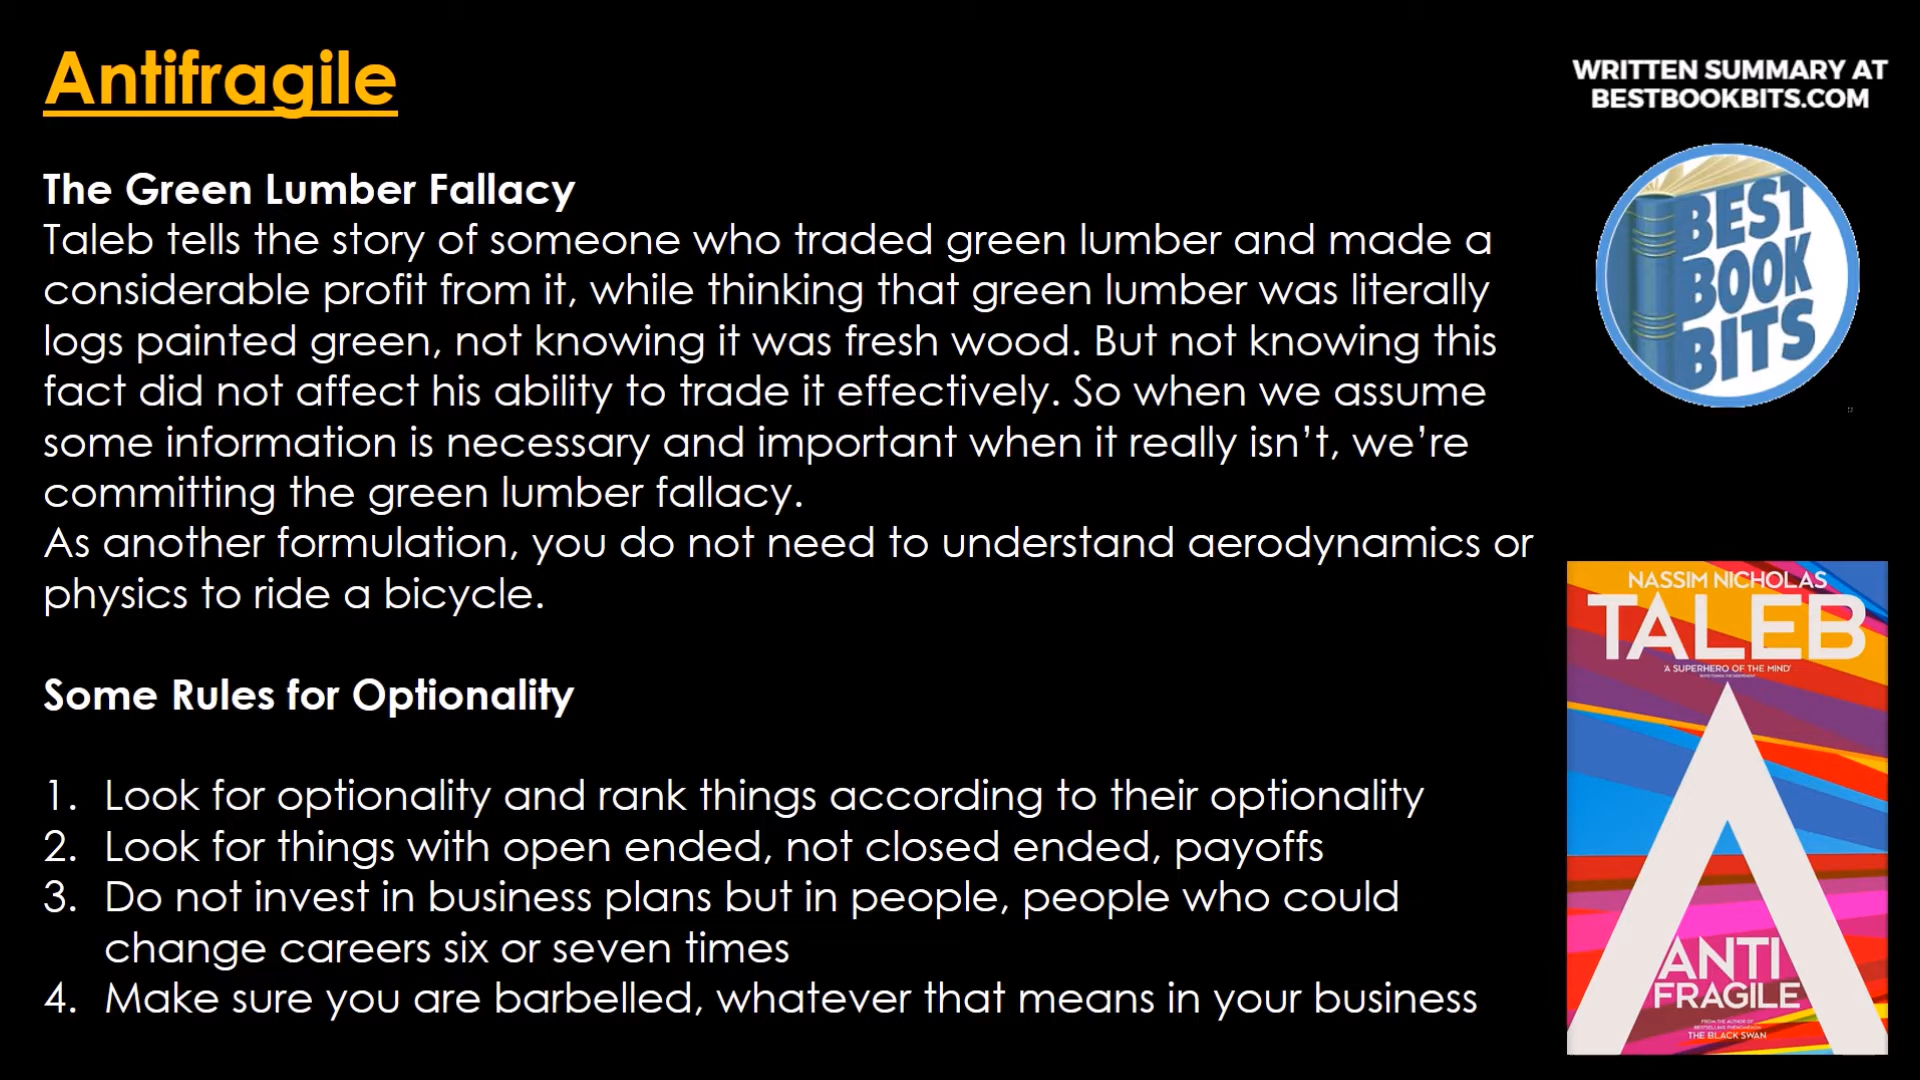 Antifragile
WRITTEN SUMMARY AT
BESTBOOKBITS.COM
The Green Lumber Fallacy
Taleb tells the story of someone who traded green lumber and made a
considerable profit from it, while thinking that green lumber was literally
logs painted green, not knowing it was fresh wood. But not knowing this
fact did not affect his ability to trade it effectively. So when we assume
some information is necessary and important when it really isn’t, we’re
committing the green lumber fallacy.
As another formulation, you do not need to understand aerodynamics or
physics to ride a bicycle.
Some Rules for Optionality
1. Look for optionality and rank things according to their optionality
2. Look for things with open ended, not closed ended, payoffs
3. Do not invest in business plans but in people, people who could
change careers six or seven times
4. Make sure you are barbelled, whatever that means in your business
BEST
BOOK
BITS
NASSIM NICHOLAS
TALEB
'A SUPERHERO OF THE MIND'
ANTI
FRAGILE
FROM THE AUTHOR OF
BESTSELLING PHENOMENON
THE BLACK SWAN